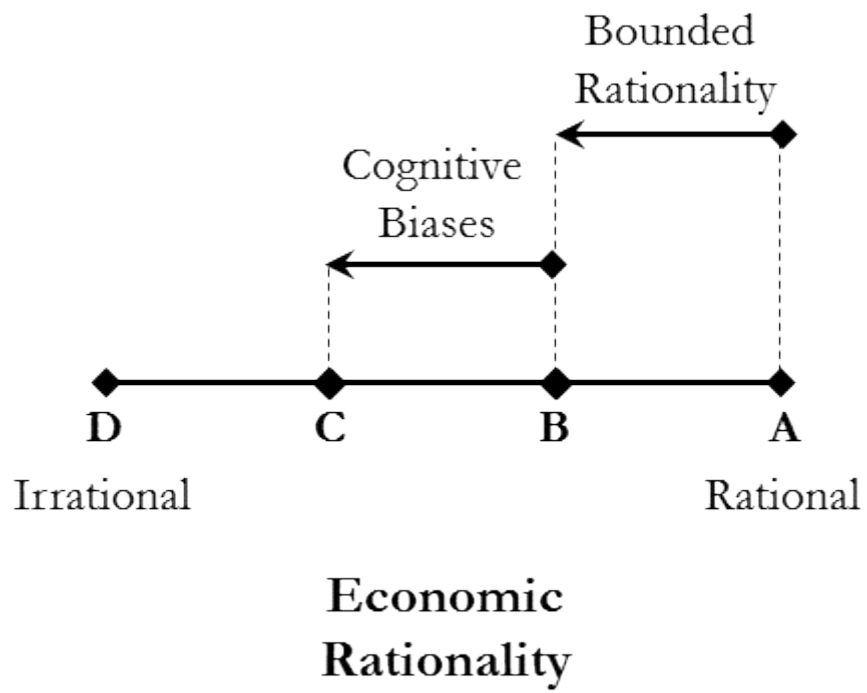 Bounded
Rationality
Cognitive
Biases
D C B A
Irrational Rational
Economic
Rationality